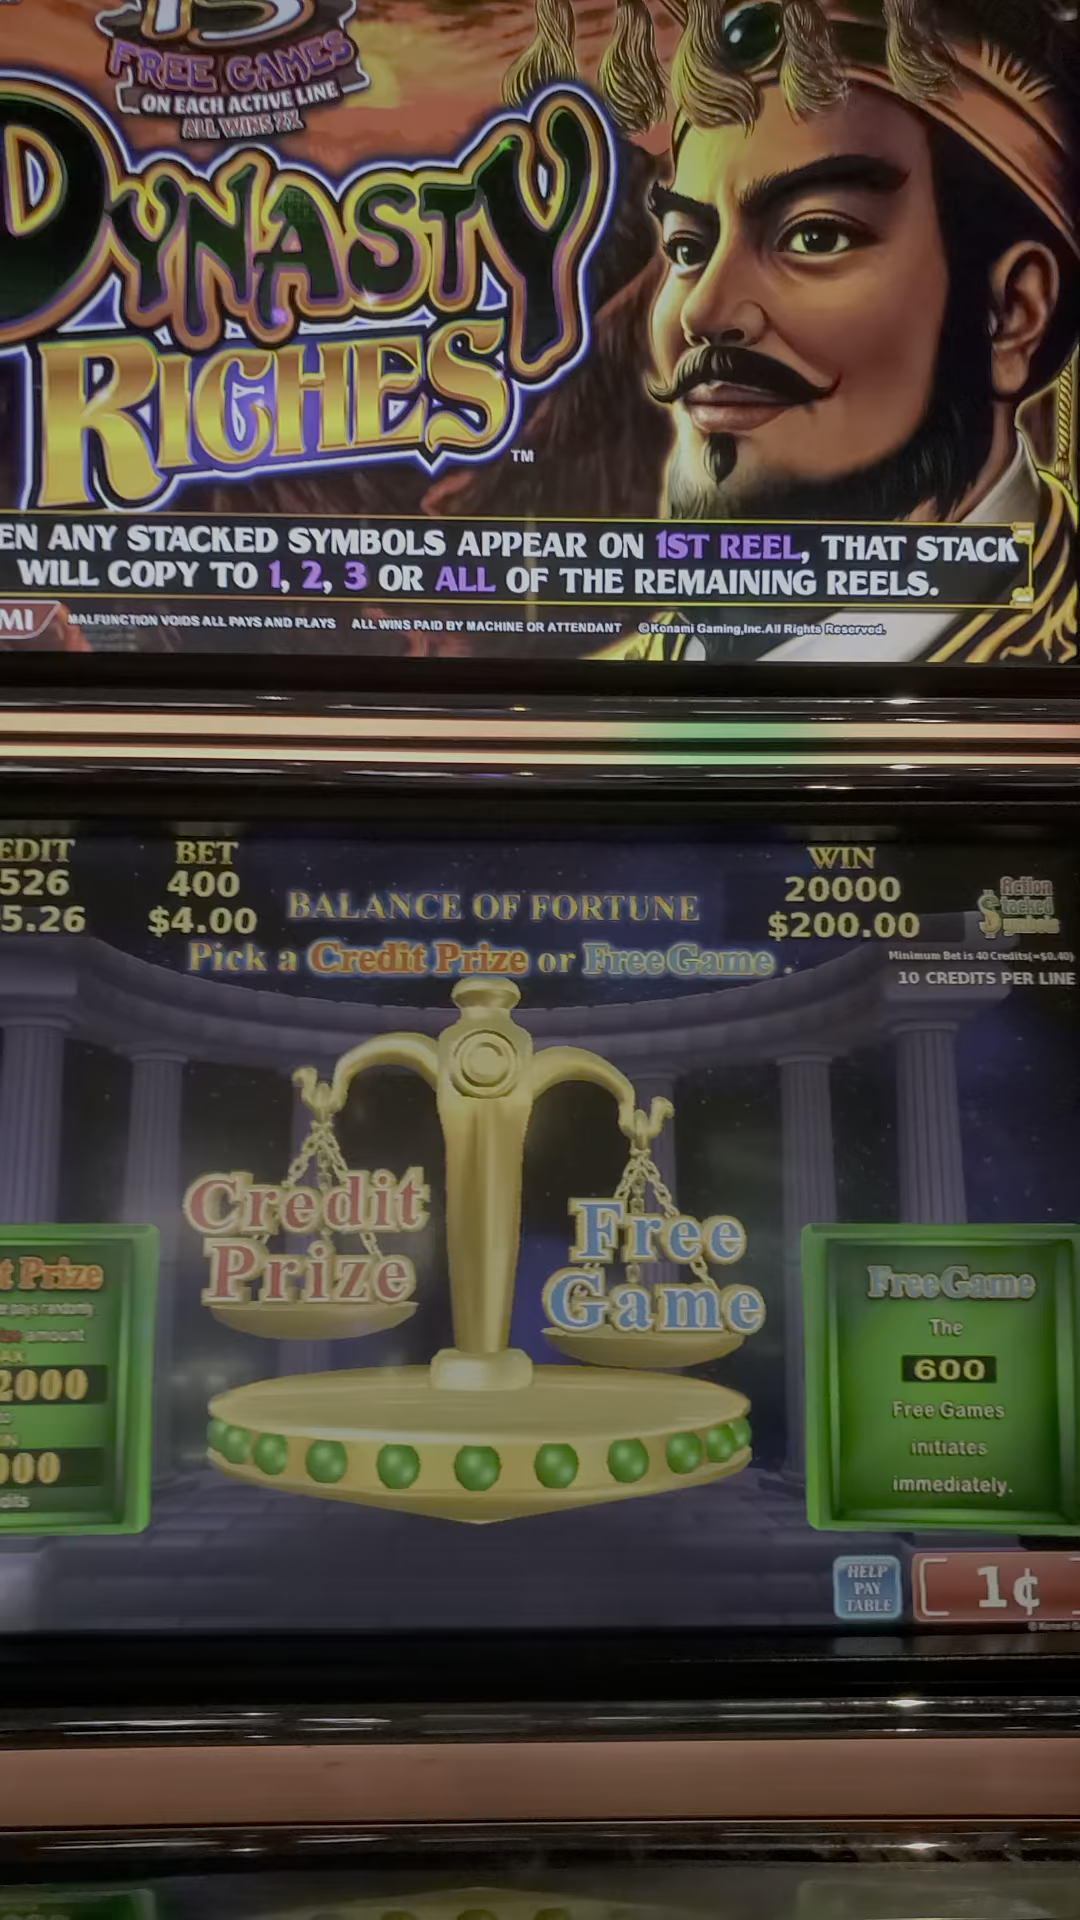 FREE GAMES
ON EACH ACTIVE LINE
ALL WINS 2X
DYNASTY
RICHES™
EN ANY STACKED SYMBOLS APPEAR ON 1ST REEL, THAT STACK
WILL COPY TO 1, 2, 3 OR ALL OF THE REMAINING REELS.
MI
MALFUNCTION VOIDS ALL PAYS AND PLAYS ALL WINS PAID BY MACHINE OR ATTENDANT ©Konami Gaming,Inc.All Rights Reserved.
EDIT
526
5.26
BET
400
$4.00
BALANCE OF FORTUNE
Pick a Credit Prize or Free Game .
WIN
20000
$200.00
Action
Stacked
Symbols
Minimum Bet is 40 Credits(=$0.40)
10 CREDITS PER LINE
C
Credit
Prize
Free
Game
t Prize
pays randomly
amount
2000
000
dits
Free Game
The
600
Free Games
initiates
immediately.
HELP
PAY
TABLE
1¢